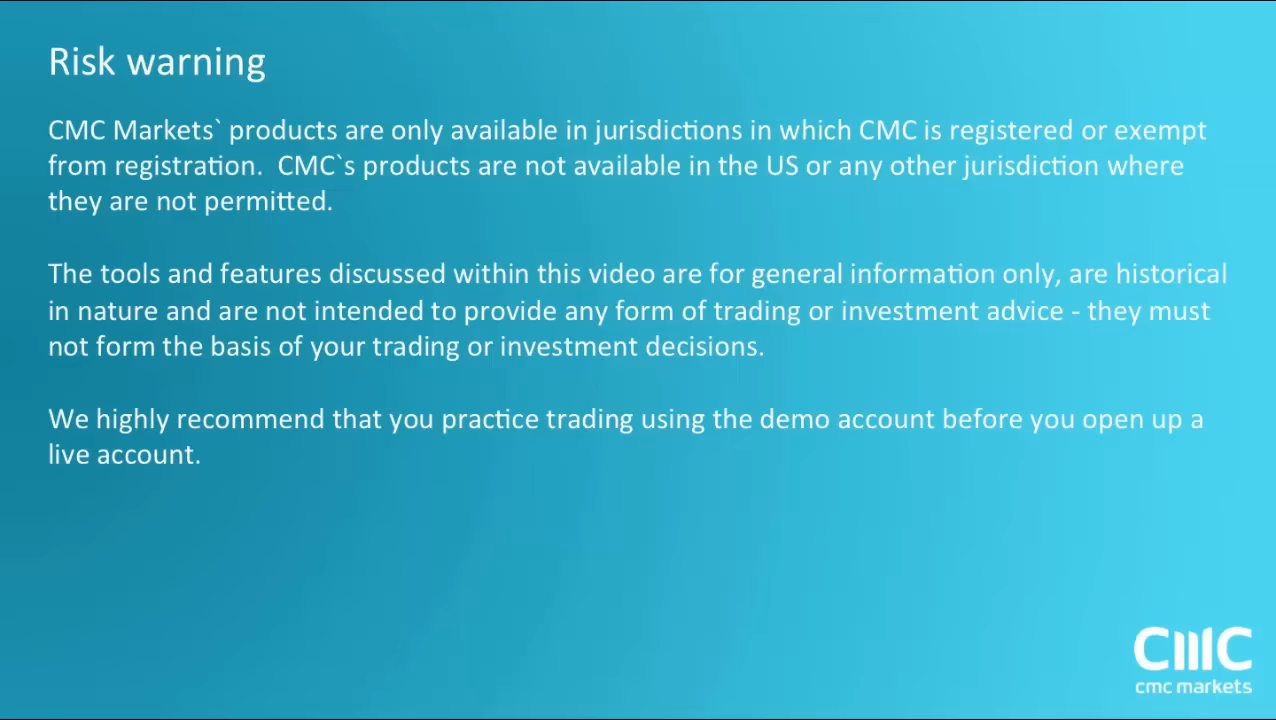 Risk warning
CMC Markets` products are only available in jurisdictions in which CMC is registered or exempt
from registration.  CMC`s products are not available in the US or any other jurisdiction where
they are not permitted.
The tools and features discussed within this video are for general information only, are historical
in nature and are not intended to provide any form of trading or investment advice - they must
not form the basis of your trading or investment decisions.
We highly recommend that you practice trading using the demo account before you open up a
live account.
CMC
cmc markets